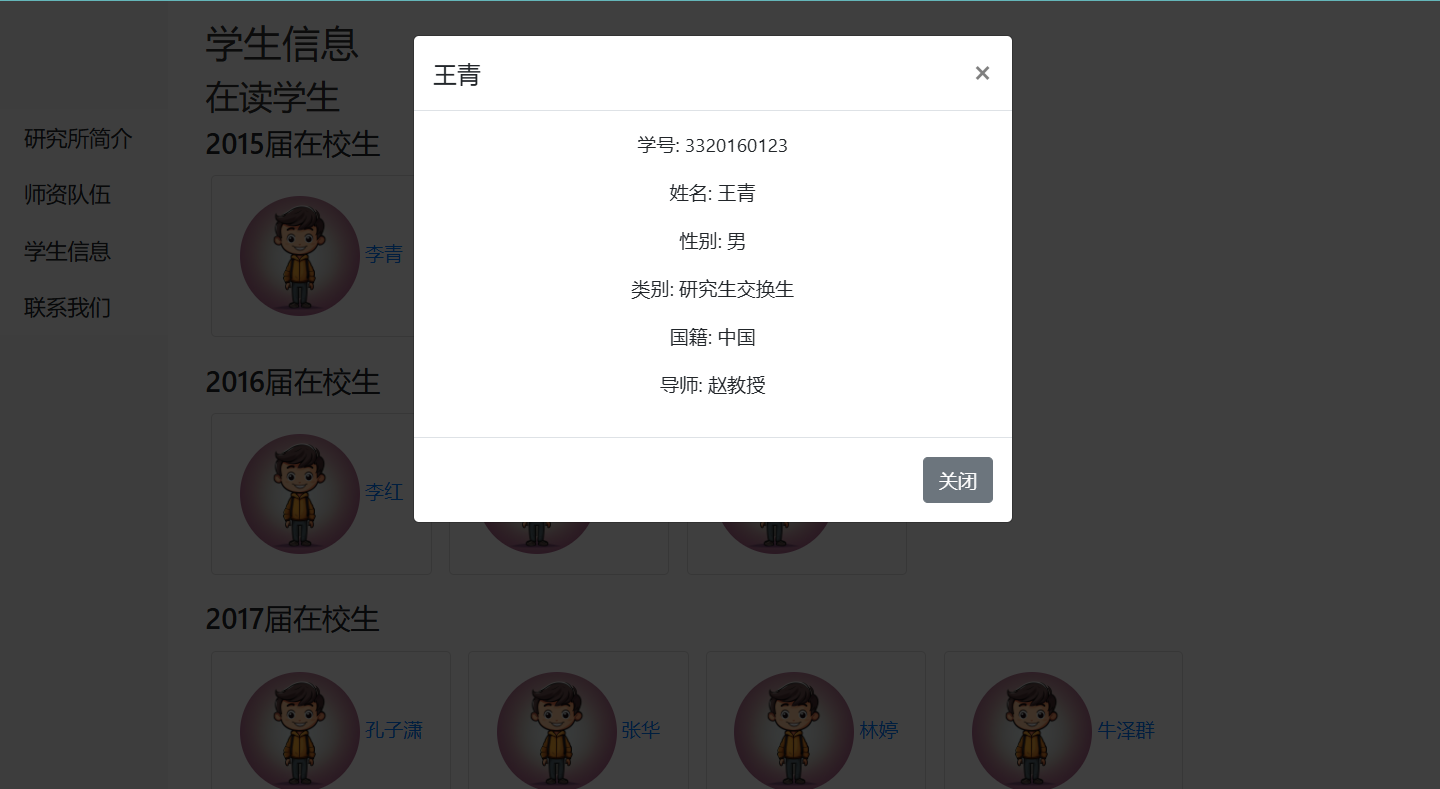 学生信息
在读学生
研究所简介
师资队伍
学生信息
联系我们
2015届在校生
李青
2016届在校生
李红
2017届在校生
孔子潇
张华
林婷
牛泽群
王青
×
学号: 3320160123
姓名: 王青
性别: 男
类别: 研究生交换生
国籍: 中国
导师: 赵教授
关闭